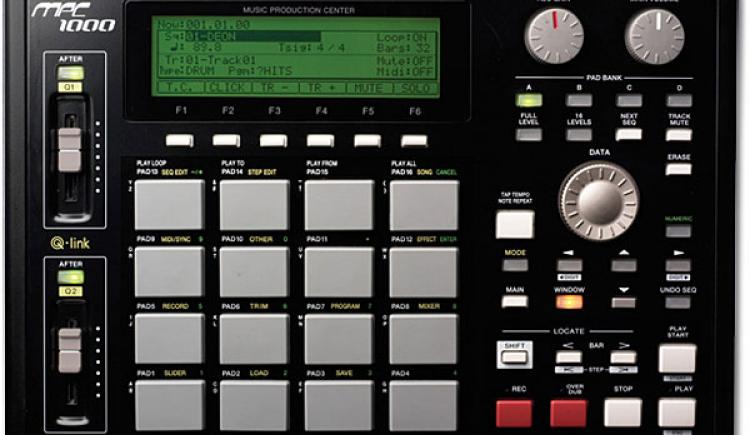 MPC
1000
MUSIC PRODUCTION CENTER
Now:001.01.00
Sq:01-DEON Loop:ON
♩: 89.8 Tsig: 4/ 4 Bars: 32
Tr:01-Track01 Mute:OFF
Type:DRUM Pgm:?HITS Midi:OFF
T.C. CLICK TR - TR + MUTE SOLO
F1 F2 F3 F4 F5 F6
AFTER
Q1
Q-link
AFTER
Q2
PAD BANK
A B C D
FULL LEVEL 16 LEVELS NEXT SEQ TRACK MUTE
DATA
ERASE
TAP TEMPO
NOTE REPEAT
NUMERIC
MODE
DIGIT DIGIT
MAIN WINDOW UNDO SEQ
LOCATE
SHIFT < BAR >
STEP
PLAY START
REC OVER DUB STOP PLAY
PLAY LOOP PLAY TO PLAY FROM PLAY ALL
PAD13 SEQ EDIT PAD14 STEP EDIT PAD15 PAD16 SONG CANCEL
PAD9 MIDI/SYNC 9 PAD10 OTHER 0 PAD11 PAD12 EFFECT ENTER
PAD5 RECORD 5 PAD6 TRIM 6 PAD7 PROGRAM 7 PAD8 MIXER 8
PAD1 SLIDER 1 PAD2 LOAD 2 PAD3 SAVE 3 PAD4 4